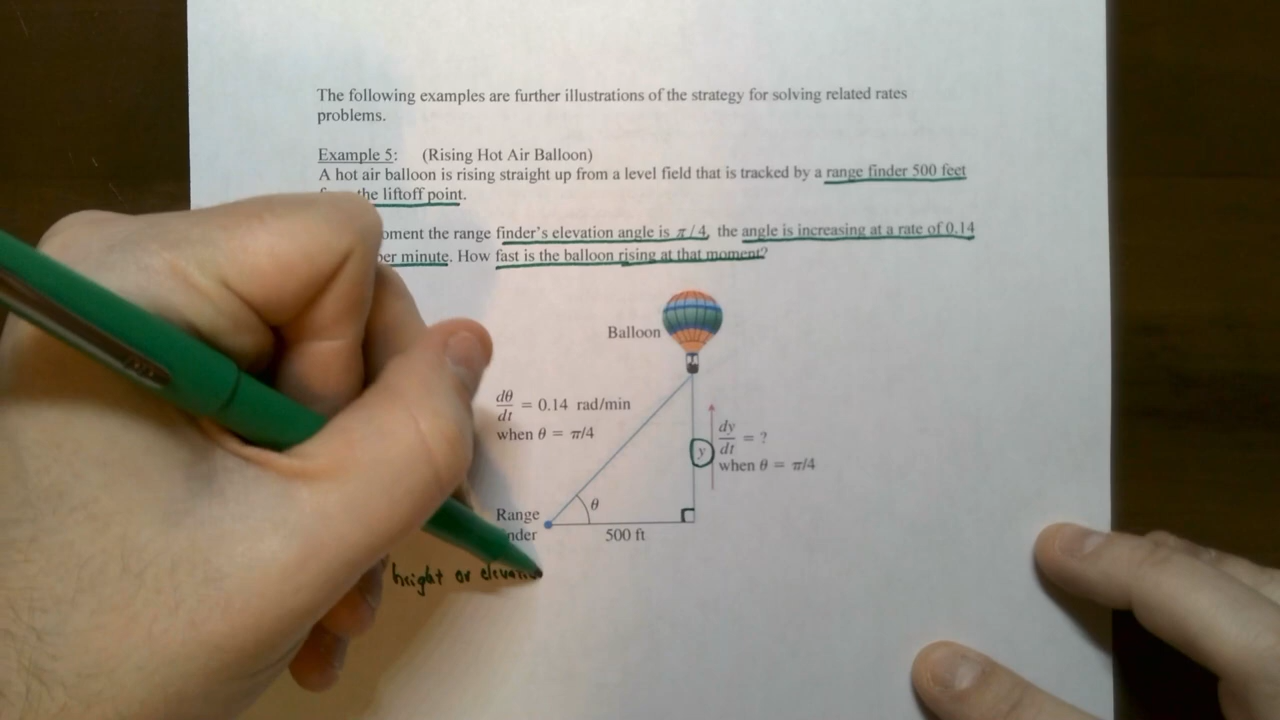 The following examples are further illustrations of the strategy for solving related rates
problems.
Example 5: (Rising Hot Air Balloon)
A hot air balloon is rising straight up from a level field that is tracked by a range finder 500 feet
the liftoff point.
oment the range finder's elevation angle is π/4, the angle is increasing at a rate of 0.14
per minute. How fast is the balloon rising at that moment?
Balloon
dθ/dt = 0.14 rad/min
when θ = π/4
dy/dt = ?
y
when θ = π/4
θ
Range
nder
500 ft
height or